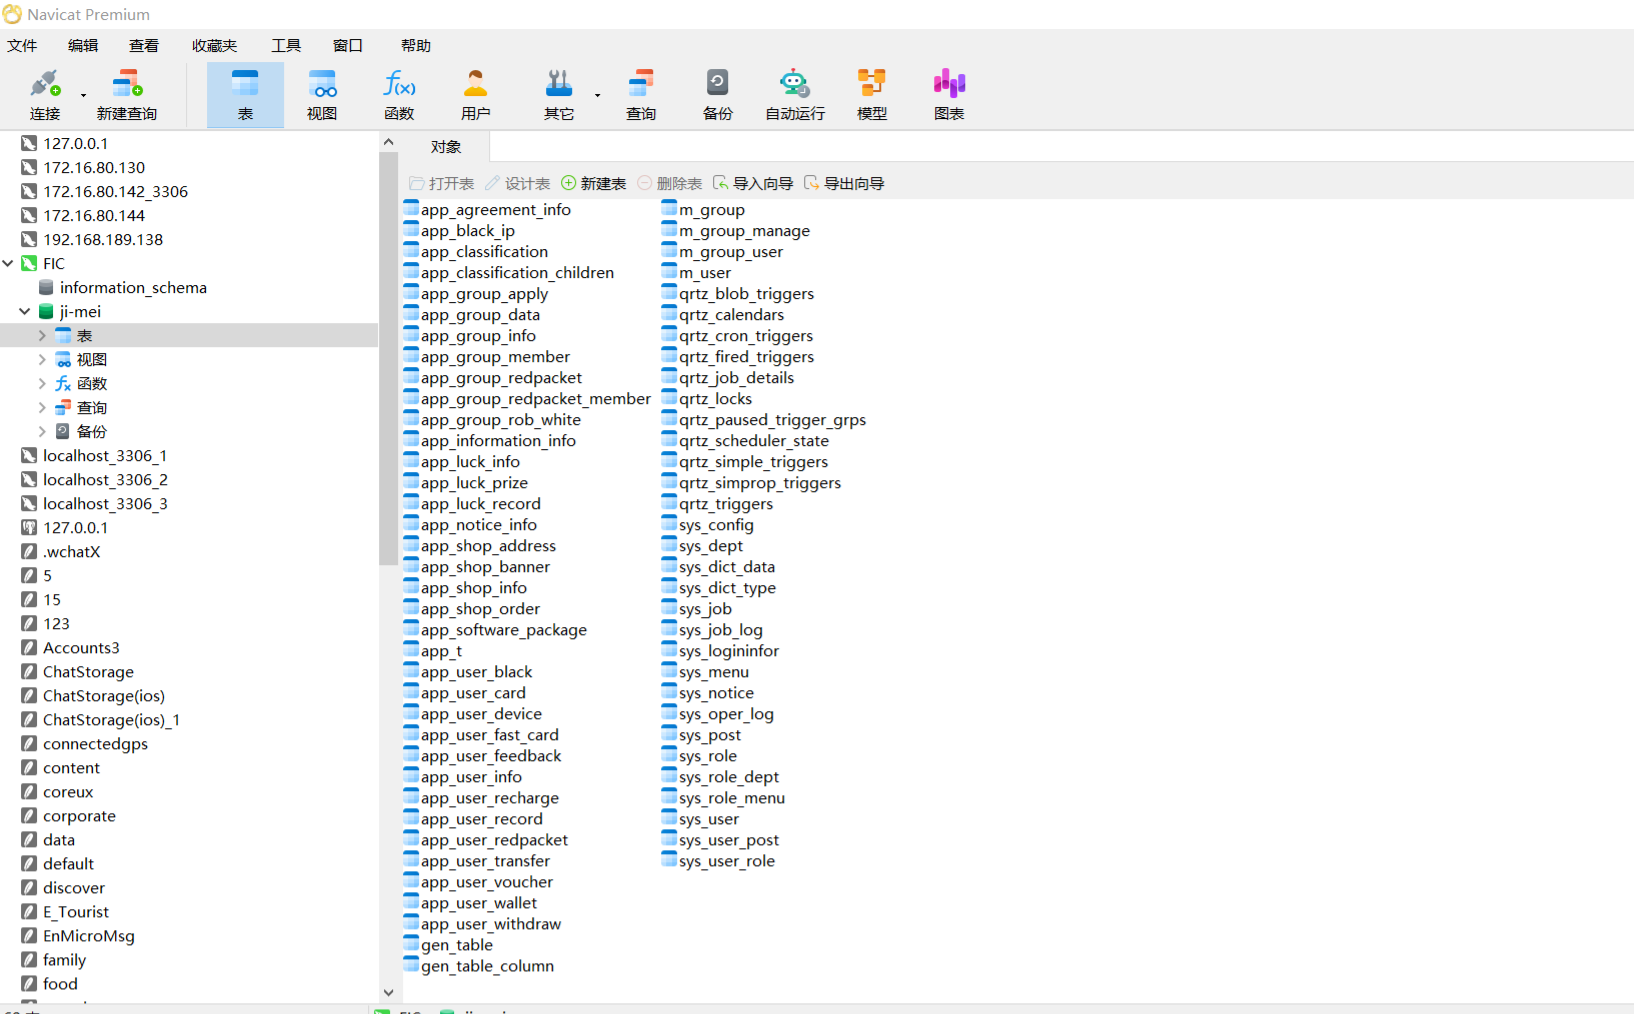 Navicat Premium
文件 编辑 查看 收藏夹 工具 窗口 帮助
连接 新建查询 表 视图 函数 用户 其它 查询 备份 自动运行 模型 图表
127.0.0.1
172.16.80.130
172.16.80.142_3306
172.16.80.144
192.168.189.138
FIC
information_schema
ji-mei
表
视图
函数
查询
备份
localhost_3306_1
localhost_3306_2
localhost_3306_3
127.0.0.1
.wchatX
5
15
123
Accounts3
ChatStorage
ChatStorage(ios)
ChatStorage(ios)_1
connectedgps
content
coreux
corporate
data
default
discover
E_Tourist
EnMicroMsg
family
food
对象
打开表 设计表 新建表 删除表 导入向导 导出向导
app_agreement_info
app_black_ip
app_classification
app_classification_children
app_group_apply
app_group_data
app_group_info
app_group_member
app_group_redpacket
app_group_redpacket_member
app_group_rob_white
app_information_info
app_luck_info
app_luck_prize
app_luck_record
app_notice_info
app_shop_address
app_shop_banner
app_shop_info
app_shop_order
app_software_package
app_t
app_user_black
app_user_card
app_user_device
app_user_fast_card
app_user_feedback
app_user_info
app_user_recharge
app_user_record
app_user_redpacket
app_user_transfer
app_user_voucher
app_user_wallet
app_user_withdraw
gen_table
gen_table_column
m_group
m_group_manage
m_group_user
m_user
qrtz_blob_triggers
qrtz_calendars
qrtz_cron_triggers
qrtz_fired_triggers
qrtz_job_details
qrtz_locks
qrtz_paused_trigger_grps
qrtz_scheduler_state
qrtz_simple_triggers
qrtz_simprop_triggers
qrtz_triggers
sys_config
sys_dept
sys_dict_data
sys_dict_type
sys_job
sys_job_log
sys_logininfor
sys_menu
sys_notice
sys_oper_log
sys_post
sys_role
sys_role_dept
sys_role_menu
sys_user
sys_user_post
sys_user_role